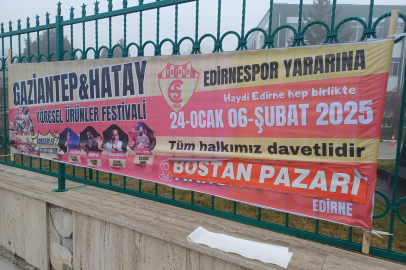 GAZİANTEP&HATAY
YÖRESEL ÜRÜNLER FESTİVALİ
EDİRNESPOR YARARINA
Haydi Edirne hep birlikte
24-OCAK 06-ŞUBAT 2025
Tüm halkımız davetlidir
BOSTAN PAZARI
EDİRNE